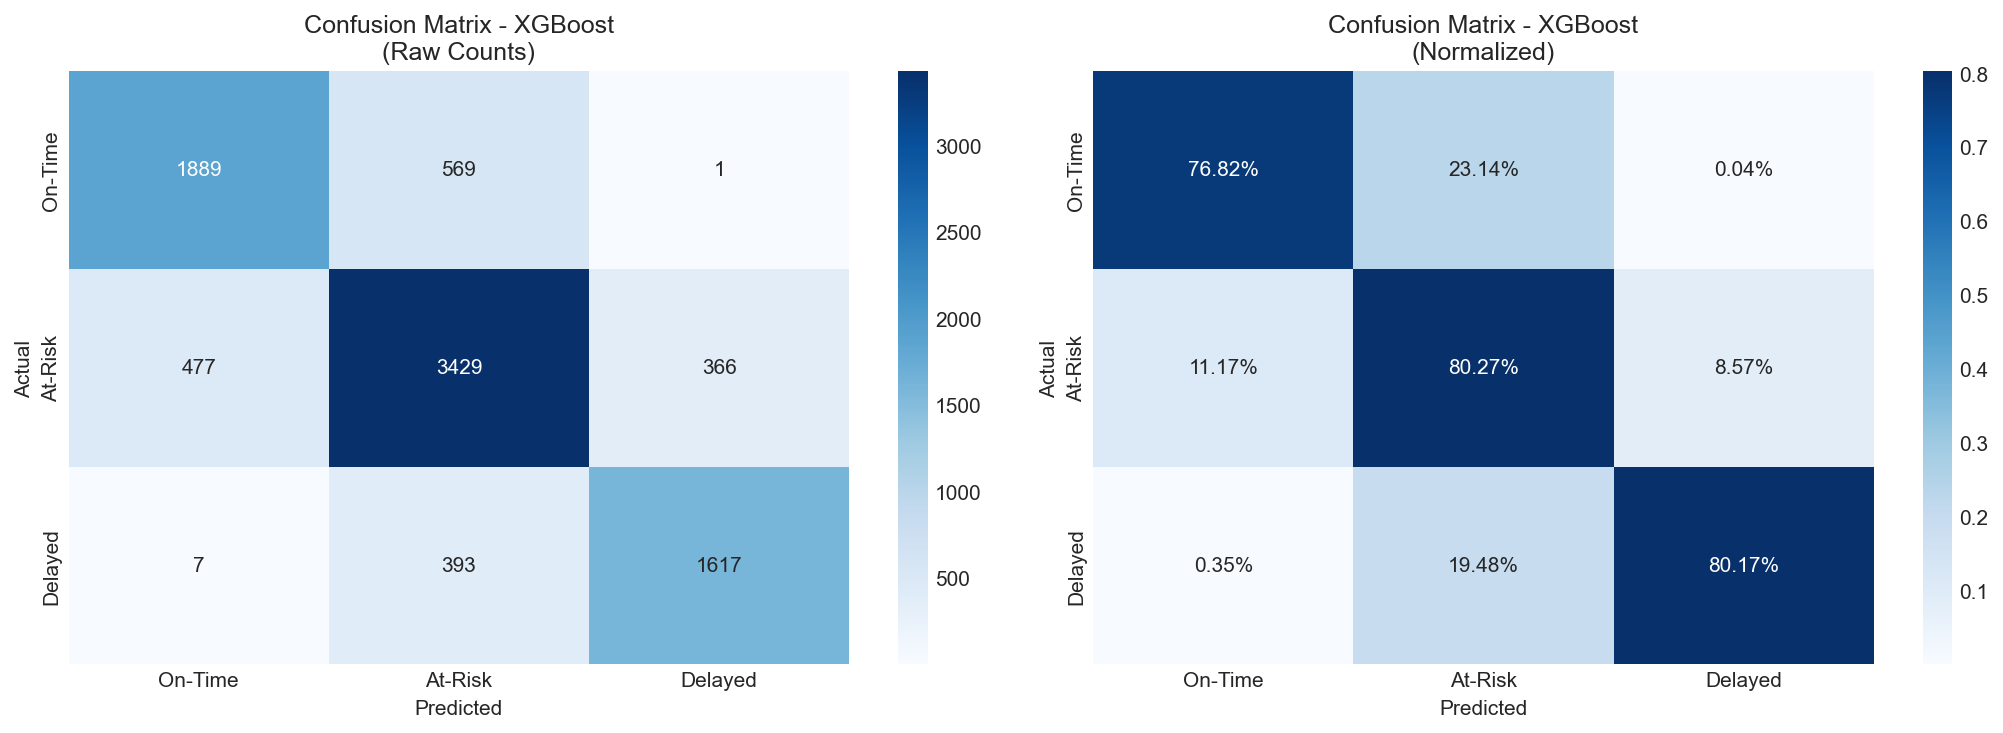 Confusion Matrix - XGBoost
(Raw Counts)
On-Time
1889
569
1
Actual
At-Risk
477
3429
366
Delayed
7
393
1617
On-Time
At-Risk
Delayed
Predicted
3000
2500
2000
1500
1000
500
Confusion Matrix - XGBoost
(Normalized)
On-Time
76.82%
23.14%
0.04%
Actual
At-Risk
11.17%
80.27%
8.57%
Delayed
0.35%
19.48%
80.17%
On-Time
At-Risk
Delayed
Predicted
0.8
0.7
0.6
0.5
0.4
0.3
0.2
0.1